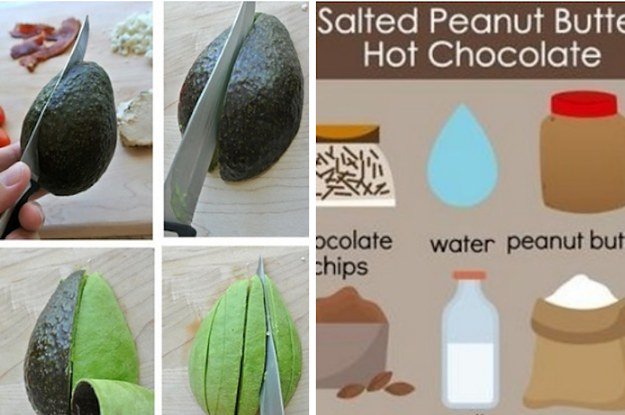 Salted Peanut Butte
Hot Chocolate
ocolate
chips
water
peanut but